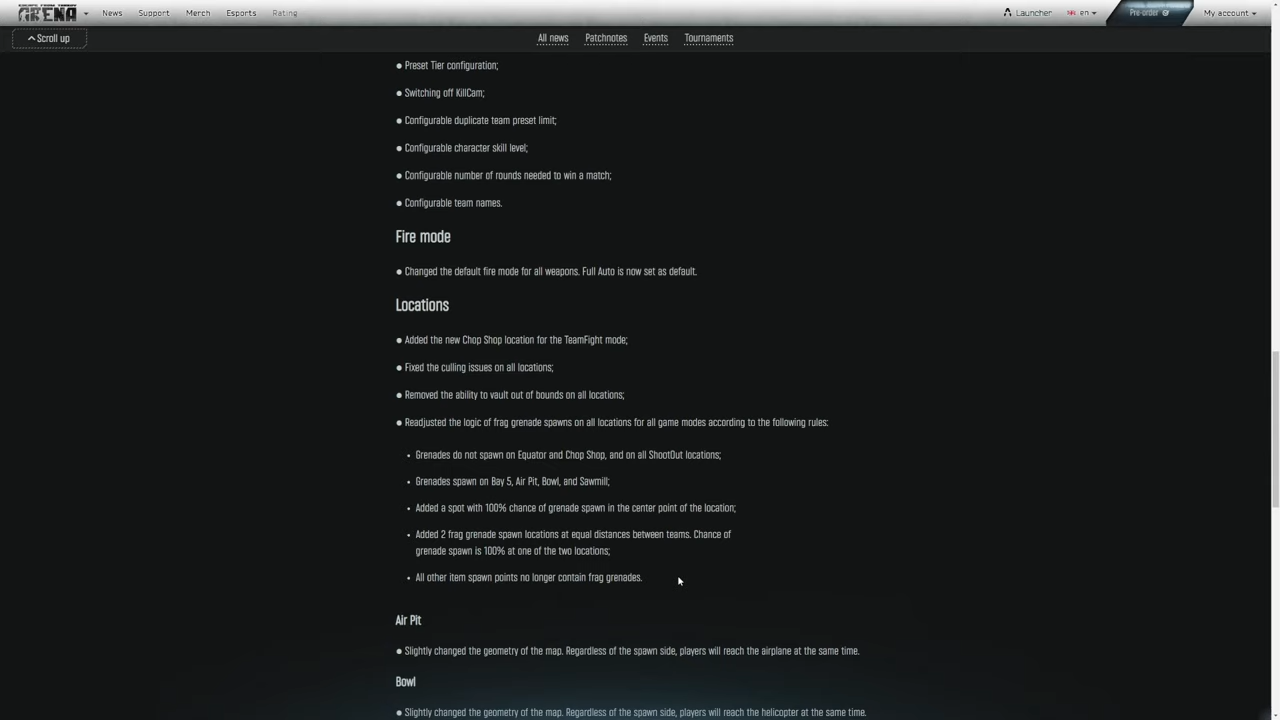 ESCAPE FROM TARKOV
ARENA News Support Merch Esports Rating Launcher en Pre-order My account
Scroll up All news Patchnotes Events Tournaments
● Preset Tier configuration;
● Switching off KillCam;
● Configurable duplicate team preset limit;
● Configurable character skill level;
● Configurable number of rounds needed to win a match;
● Configurable team names.
Fire mode
● Changed the default fire mode for all weapons. Full Auto is now set as default.
Locations
● Added the new Chop Shop location for the TeamFight mode;
● Fixed the culling issues on all locations;
● Removed the ability to vault out of bounds on all locations;
● Readjusted the logic of frag grenade spawns on all locations for all game modes according to the following rules:
• Grenades do not spawn on Equator and Chop Shop, and on all ShootOut locations;
• Grenades spawn on Bay 5, Air Pit, Bowl, and Sawmill;
• Added a spot with 100% chance of grenade spawn in the center point of the location;
• Added 2 frag grenade spawn locations at equal distances between teams. Chance of
grenade spawn is 100% at one of the two locations;
• All other item spawn points no longer contain frag grenades.
Air Pit
● Slightly changed the geometry of the map. Regardless of the spawn side, players will reach the airplane at the same time.
Bowl
● Slightly changed the geometry of the map. Regardless of the spawn side, players will reach the helicopter at the same time.